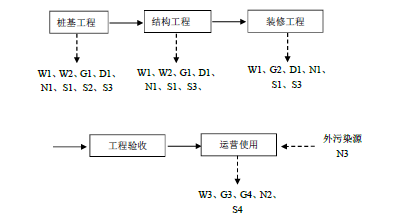 桩基工程
结构工程
装修工程
W1、W2、G1、D1、
N1、S1、S2、S3
W1、W2、G1、D1、
N1、S1、S3、
W1、G2、D1、N1、
S1、S3
工程验收
运营使用
外污染源
N3
W3、G3、G4、N2、
S4